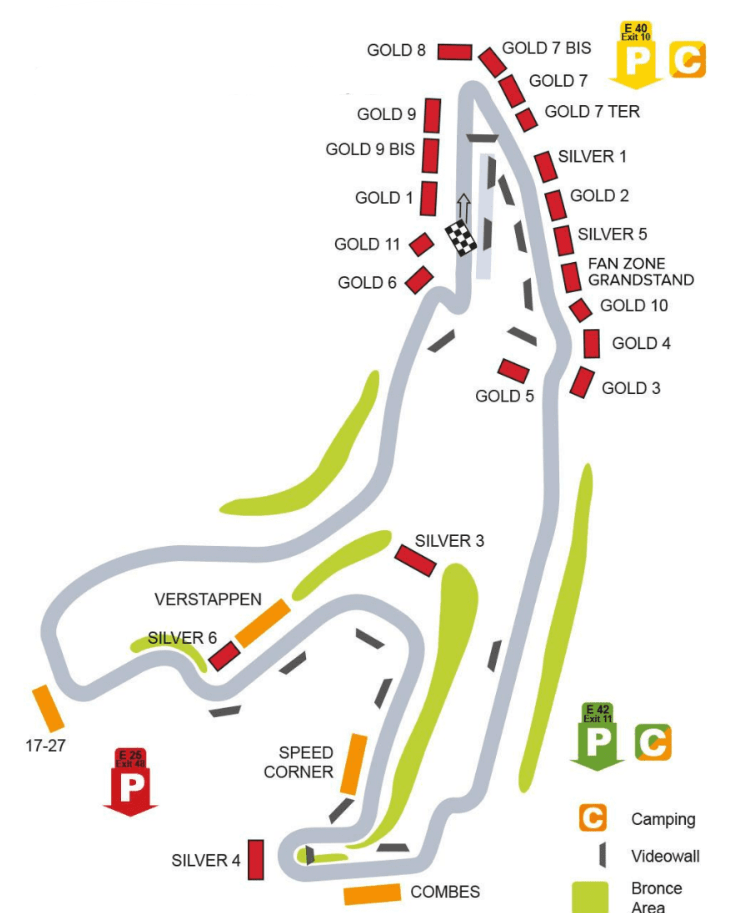 E 40
Exit 10
P
C
GOLD 8
GOLD 7 BIS
GOLD 7
GOLD 7 TER
GOLD 9
GOLD 9 BIS
SILVER 1
GOLD 1
GOLD 2
SILVER 5
GOLD 11
FAN ZONE
GRANDSTAND
GOLD 6
GOLD 10
GOLD 4
GOLD 3
GOLD 5
SILVER 3
VERSTAPPEN
SILVER 6
17-27
E 42
Exit 11
P
C
E 25
Exit 48
P
SPEED
CORNER
C
Camping
SILVER 4
Videowall
COMBES
Bronce
Area